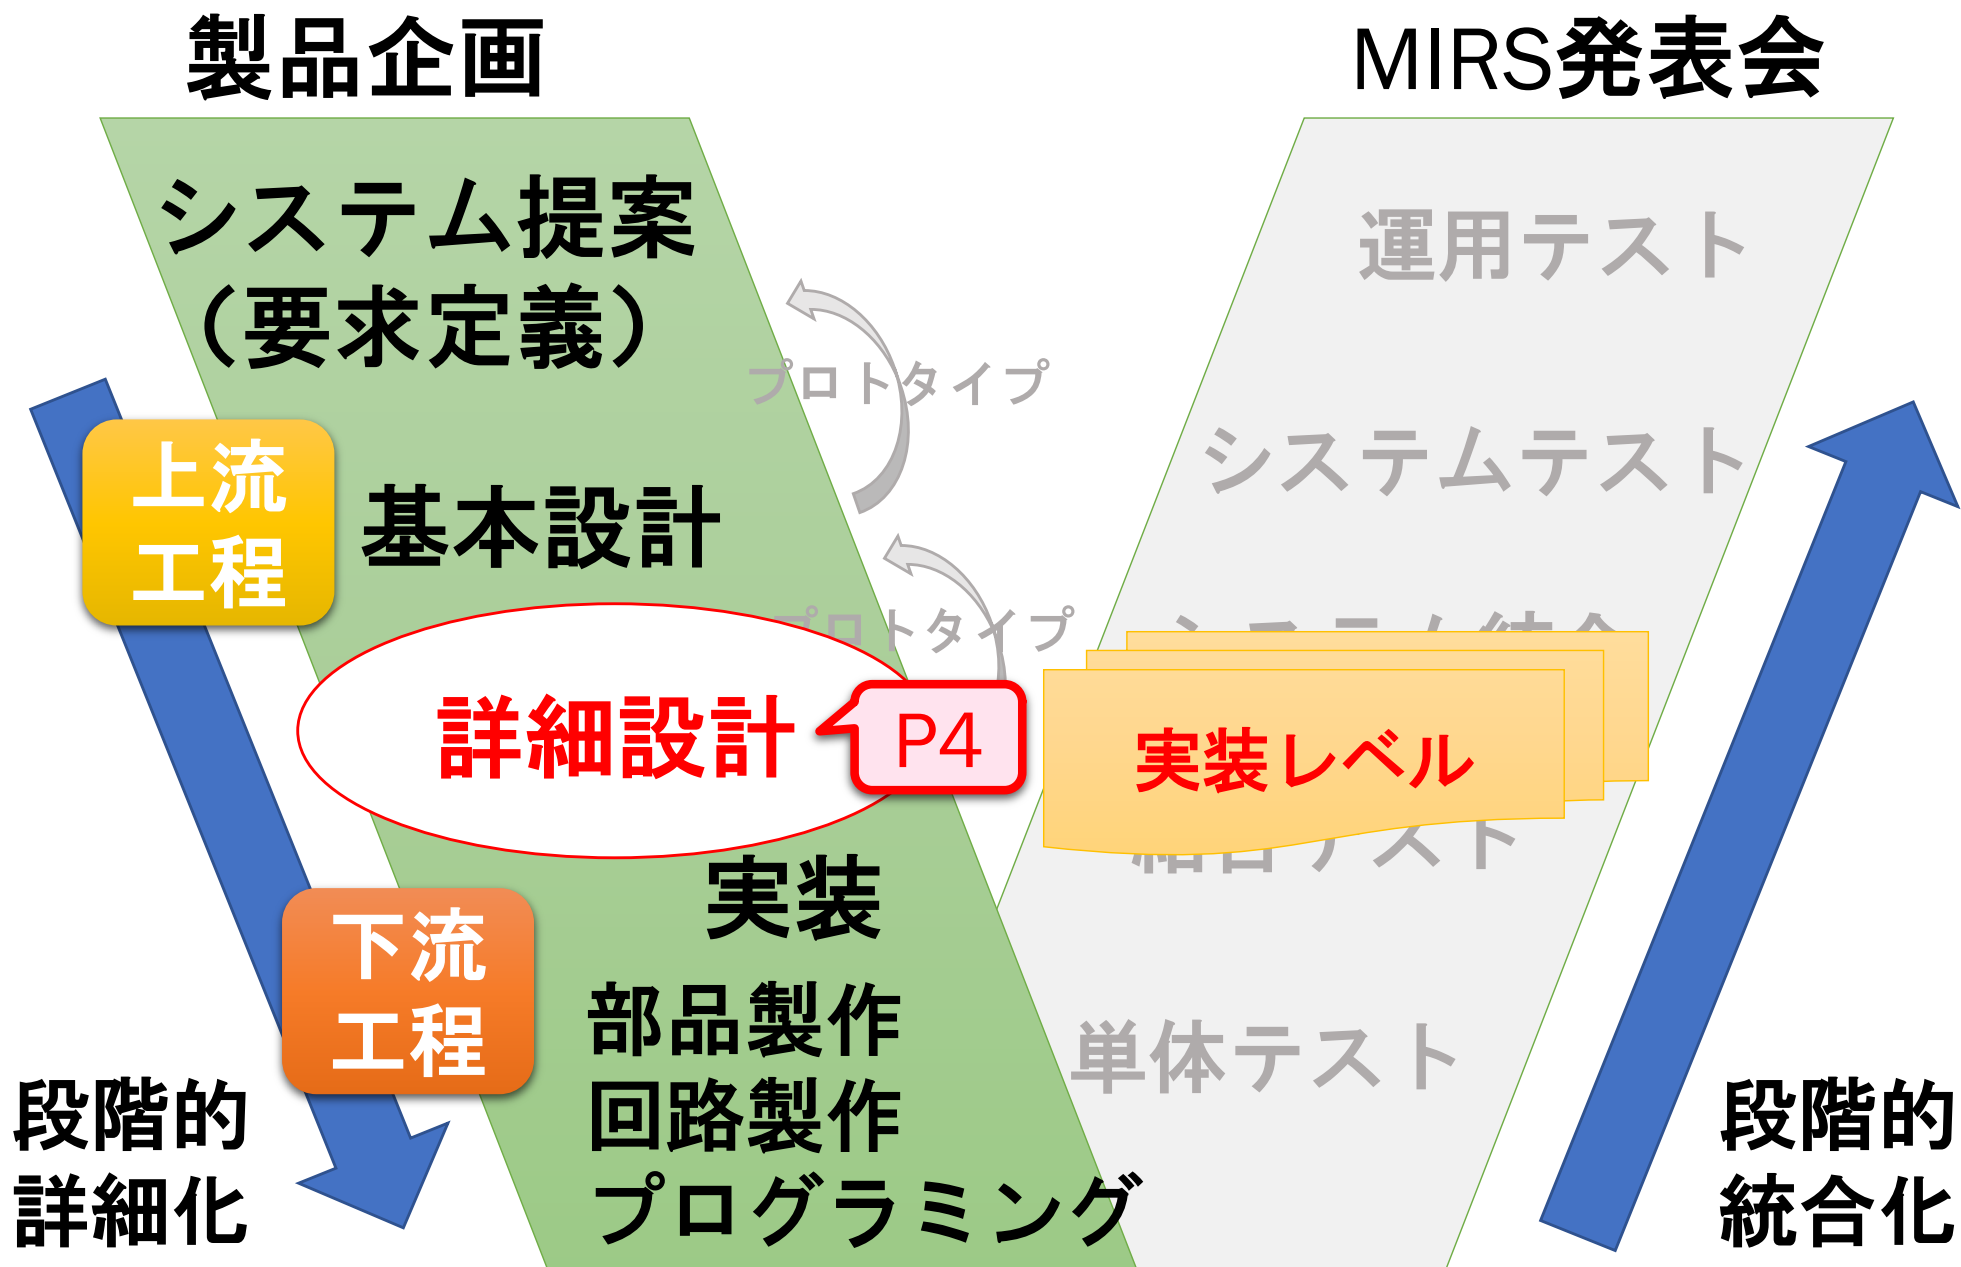 製品企画
MIRS発表会
システム提案
（要求定義）
運用テスト
プロトタイプ
上流
工程
基本設計
システムテスト
プロトタイプ
詳細設計
P4
実装レベル
実装
下流
工程
部品製作
回路製作
プログラミング
単体テスト
段階的
詳細化
段階的
統合化